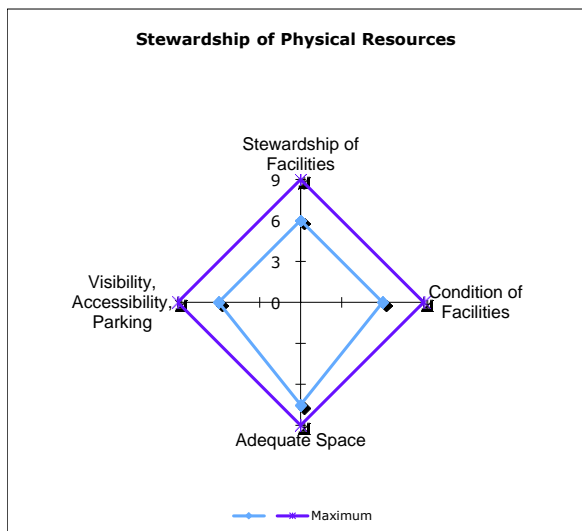 Stewardship of Physical Resources
Stewardship of
Facilities
9
6
3
0
Visibility,
Accessibility,
Parking
Condition of
Facilities
Adequate Space
Maximum